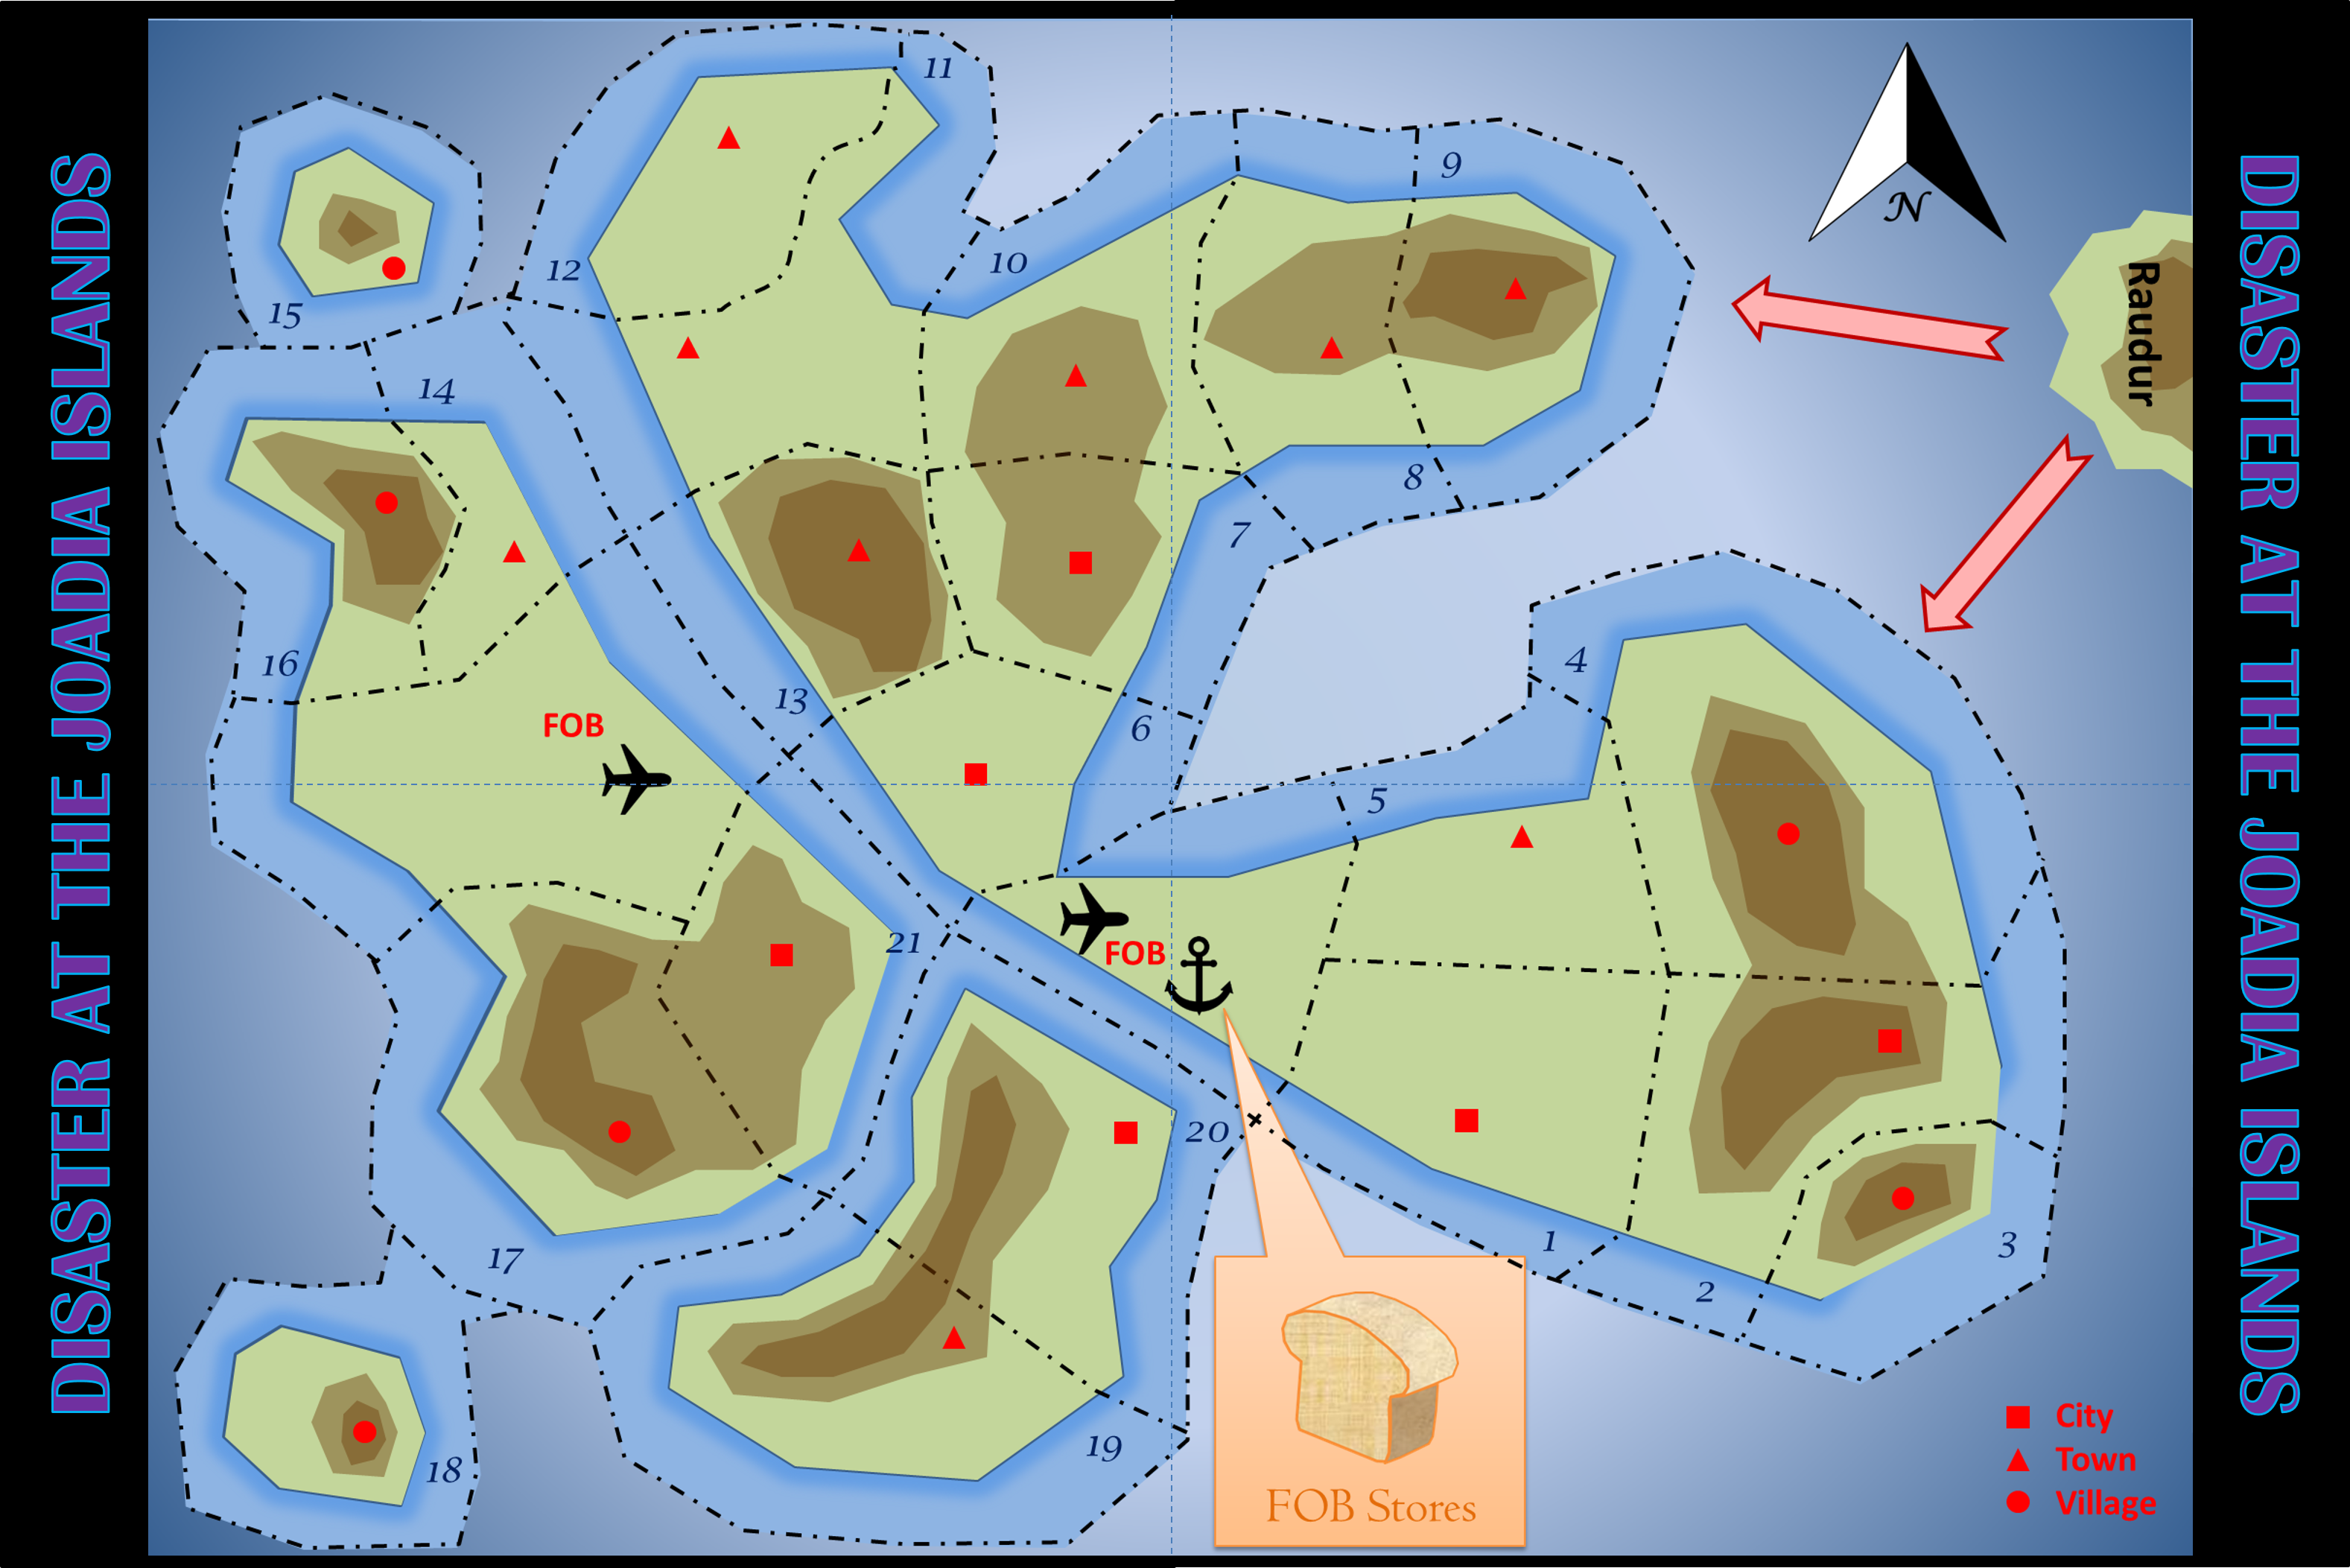 DISASTER AT THE JOADIA ISLANDS
11
9
10
12
N
15
Raudur
14
8
7
4
16
13
FOB
6
5
21
FOB
20
17
1
3
2
19
18
FOB Stores
City
Town
Village
DISASTER AT THE JOADIA ISLANDS